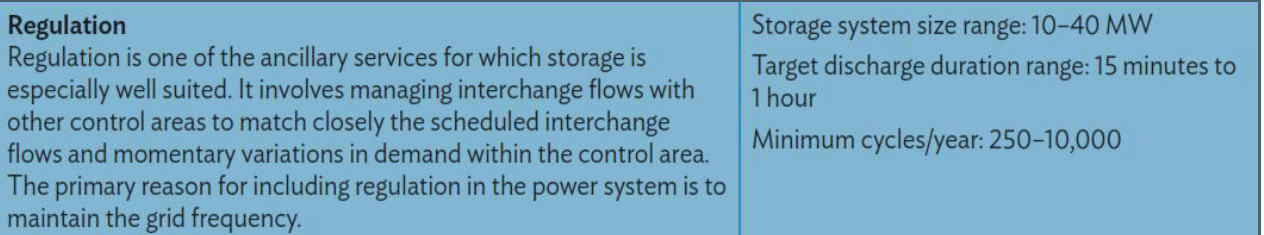 Regulation
Regulation is one of the ancillary services for which storage is
especially well suited. It involves managing interchange flows with
other control areas to match closely the scheduled interchange
flows and momentary variations in demand within the control area.
The primary reason for including regulation in the power system is to
maintain the grid frequency.
Storage system size range: 10–40 MW
Target discharge duration range: 15 minutes to
1 hour
Minimum cycles/year: 250–10,000